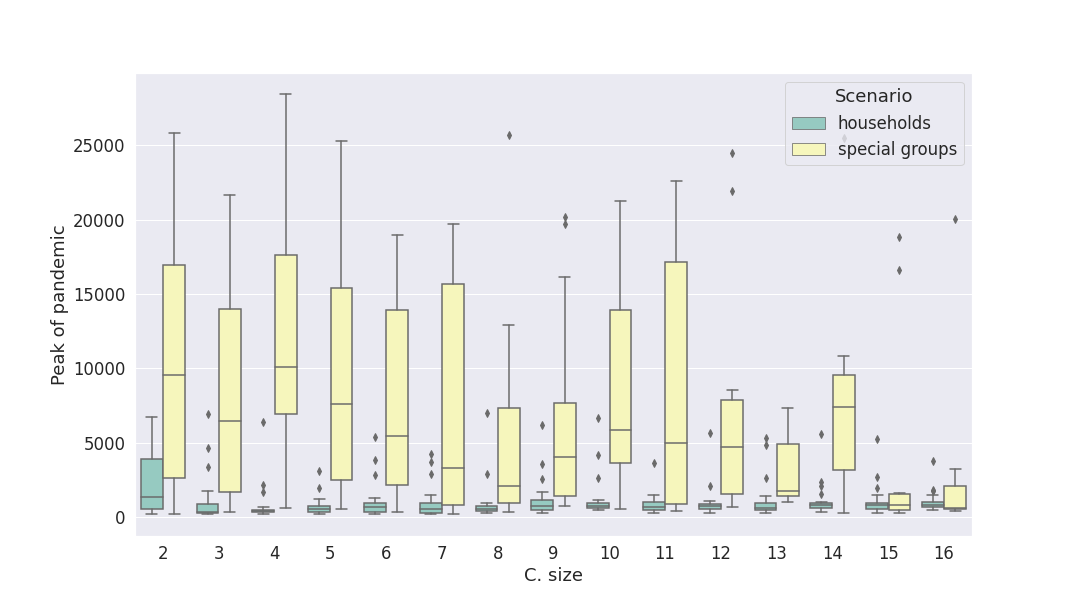 Scenario
households
special groups
25000
20000
15000
10000
5000
0
Peak of pandemic
2 3 4 5 6 7 8 9 10 11 12 13 14 15 16
C. size